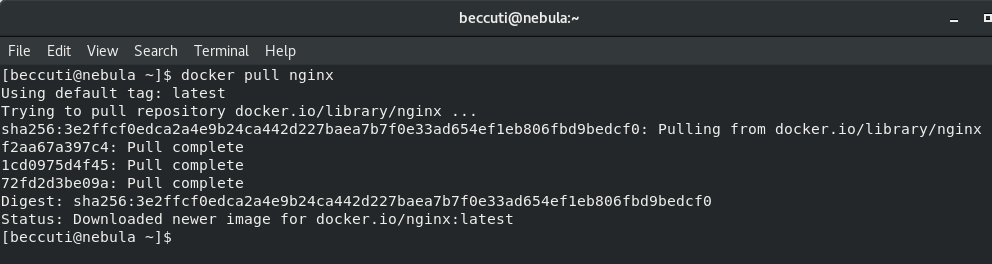 beccuti@nebula:~
File Edit View Search Terminal Help
[beccuti@nebula ~]$ docker pull nginx
Using default tag: latest
Trying to pull repository docker.io/library/nginx ...
sha256:3e2ffcf0edca2a4e9b24ca442d227baea7b7f0e33ad654ef1eb806fbd9bedcf0: Pulling from docker.io/library/nginx
f2aa67a397c4: Pull complete
1cd0975d4f45: Pull complete
72fd2d3be09a: Pull complete
Digest: sha256:3e2ffcf0edca2a4e9b24ca442d227baea7b7f0e33ad654ef1eb806fbd9bedcf0
Status: Downloaded newer image for docker.io/nginx:latest
[beccuti@nebula ~]$